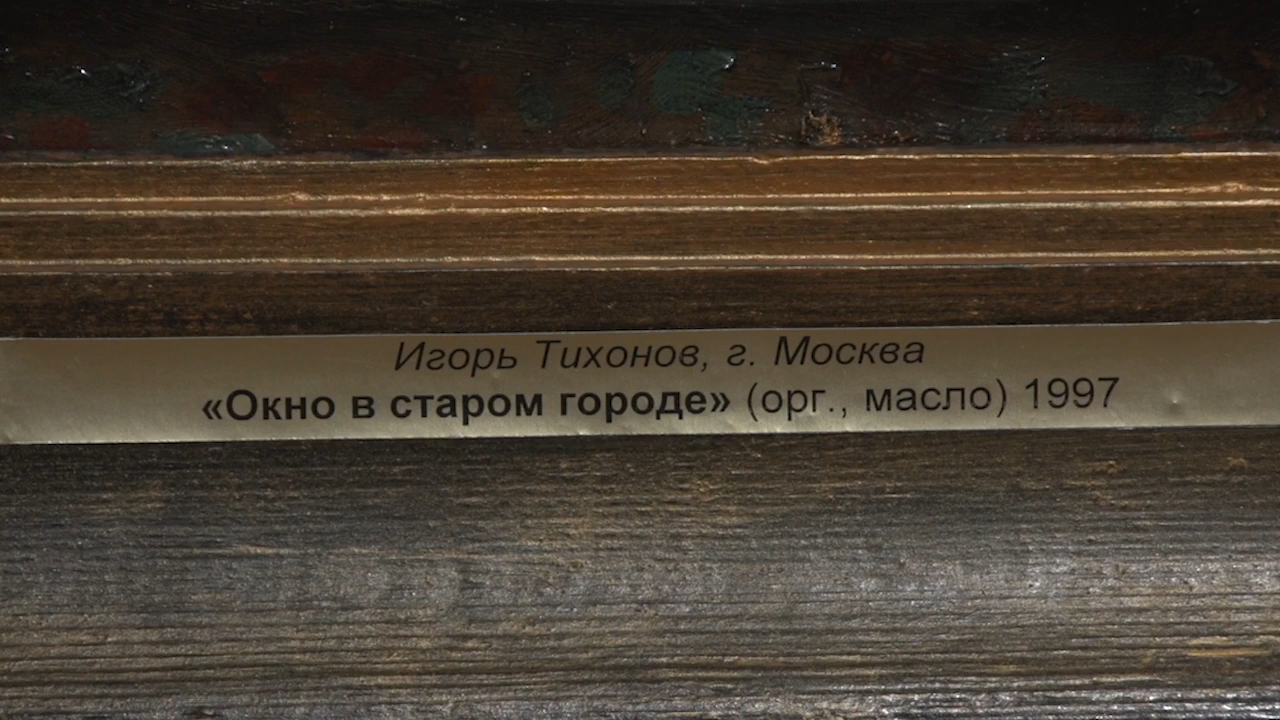 Игорь Тихонов, г. Москва
«Окно в старом городе» (орг., масло) 1997